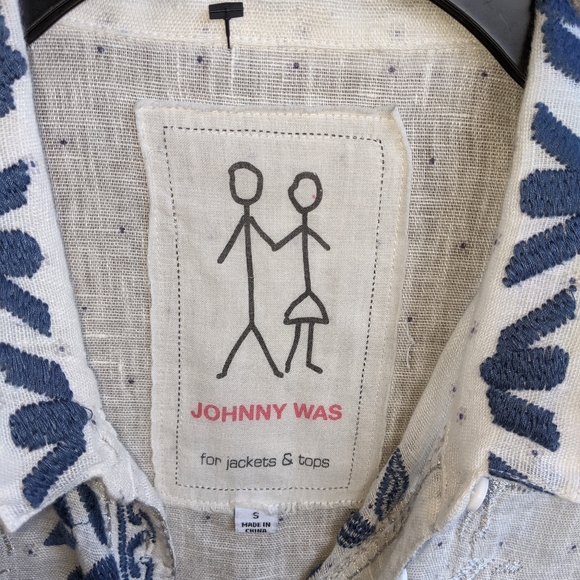 JOHNNY WAS
for jackets & tops
S
MADE IN
CHINA